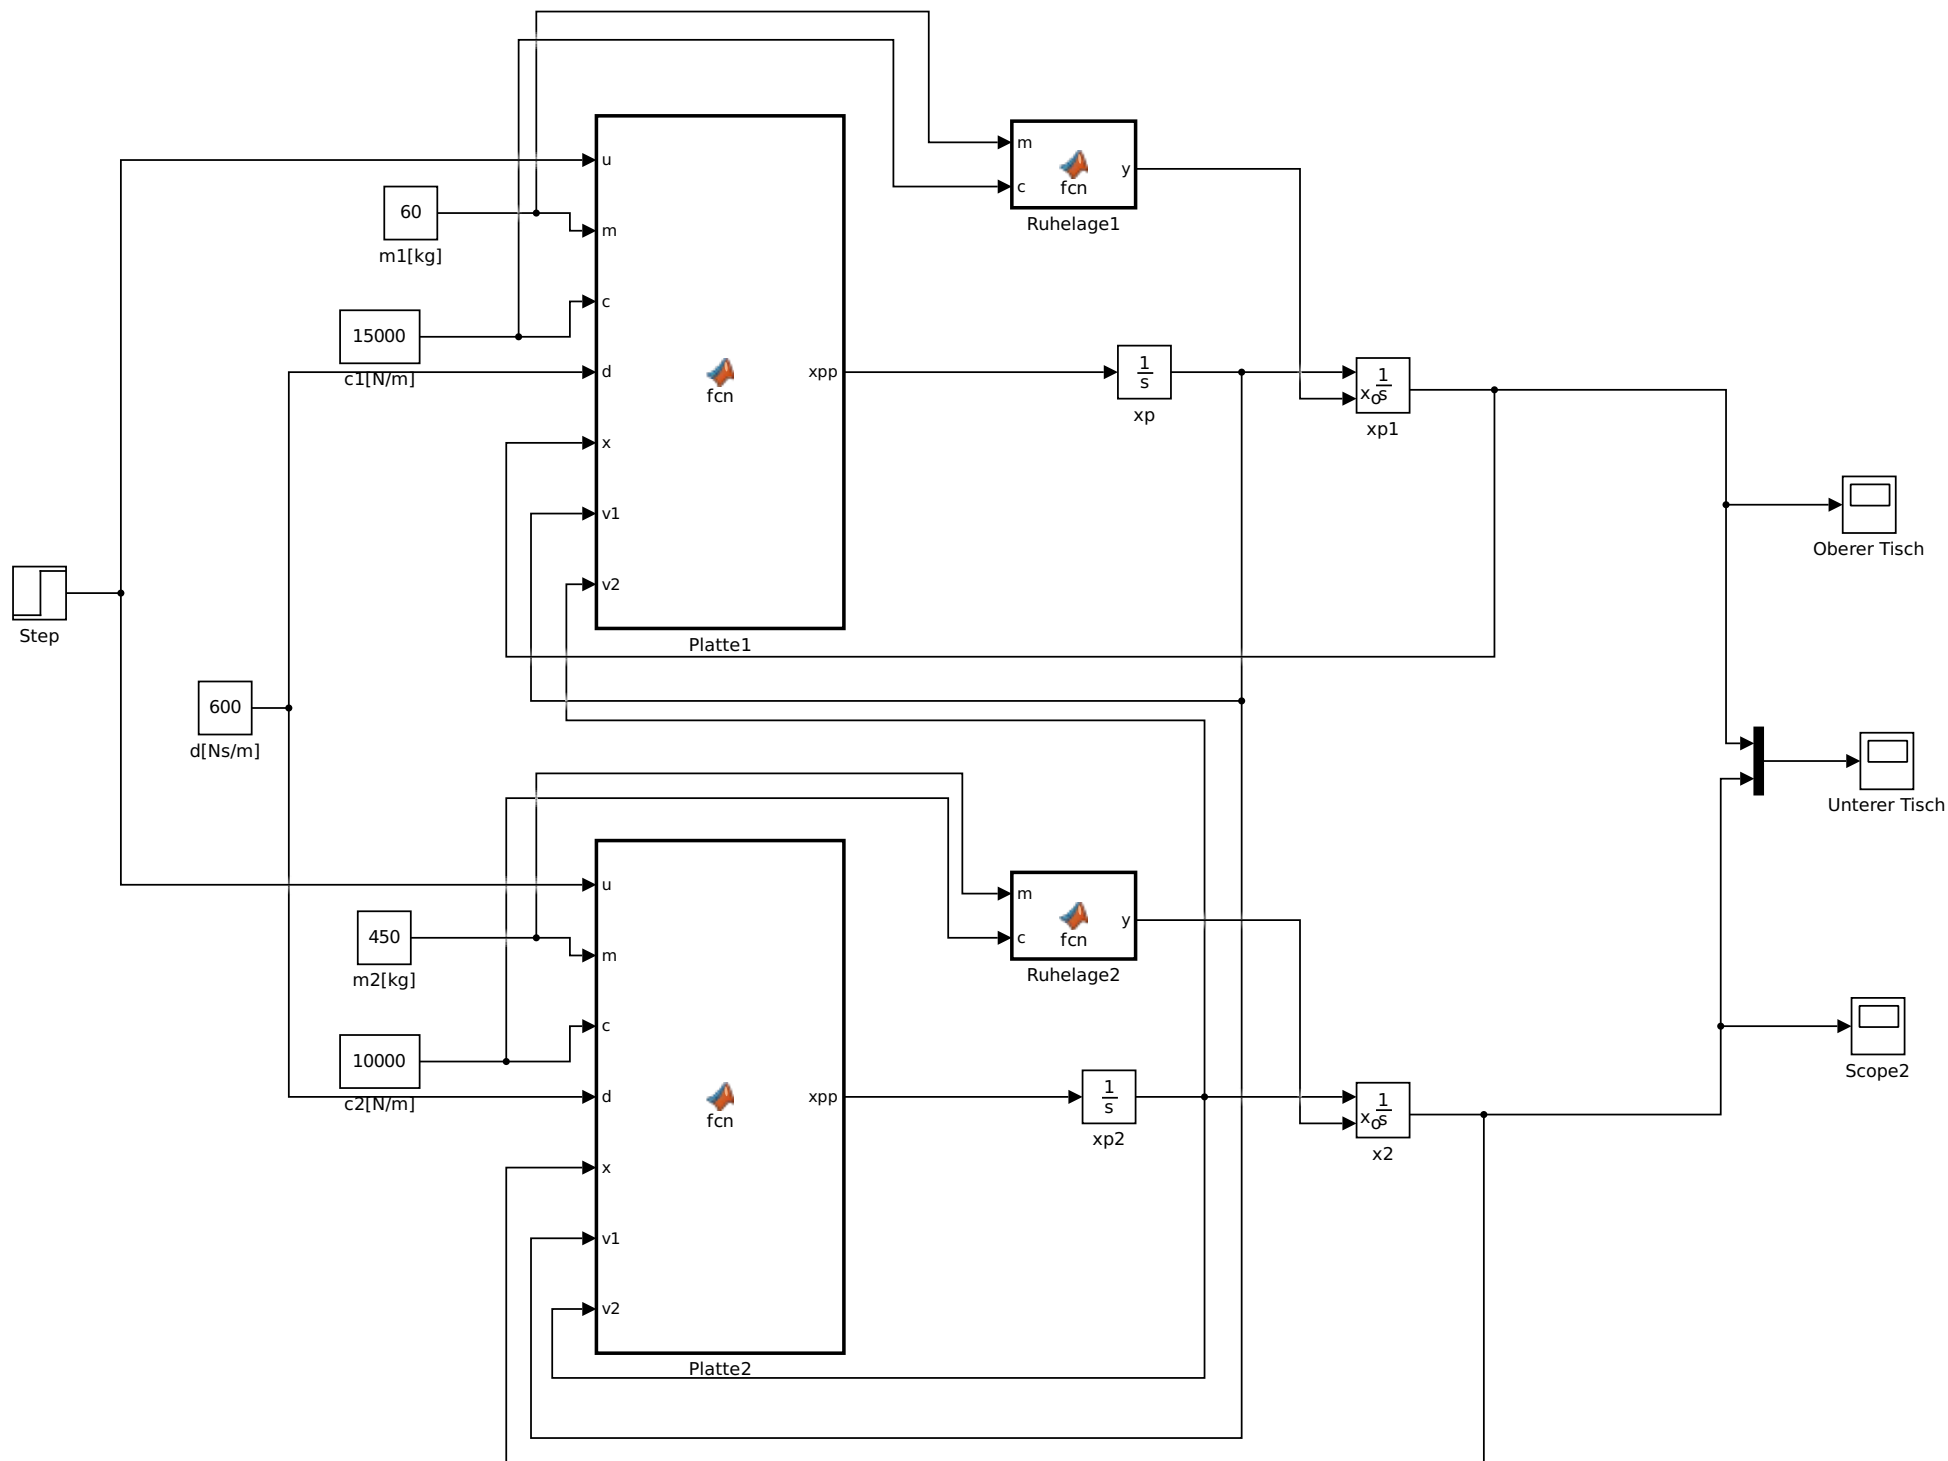 u
m
c
d
x
v1
v2
fcn
xpp
Platte1
60
m1[kg]
15000
c1[N/m]
m
c
fcn
y
Ruhelage1
1
s
xp
1
s
xo
xp1
Oberer Tisch
Step
600
d[Ns/m]
Unterer Tisch
u
m
c
d
x
v1
v2
fcn
xpp
Platte2
450
m2[kg]
10000
c2[N/m]
m
c
fcn
y
Ruhelage2
1
s
xp2
1
s
xo
x2
Scope2